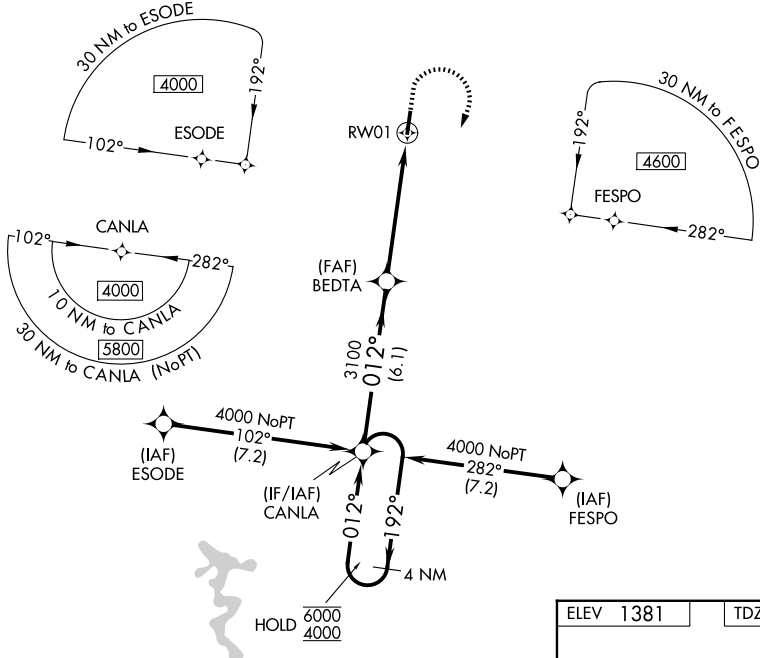 30 NM to ESODE
4000
192°
102°
ESODE
RW01
30 NM to FESPO
192°
4600
FESPO
282°
CANLA
102°
282°
4000
10 NM to CANLA
5800
30 NM to CANLA (NoPT)
(FAF)
BEDTA
3100
012°
(6.1)
4000 NoPT
102°
(7.2)
(IAF)
ESODE
4000 NoPT
282°
(7.2)
(IAF)
FESPO
(IF/IAF)
CANLA
012°
192°
4 NM
HOLD 6000
4000
ELEV 1381
TDZ